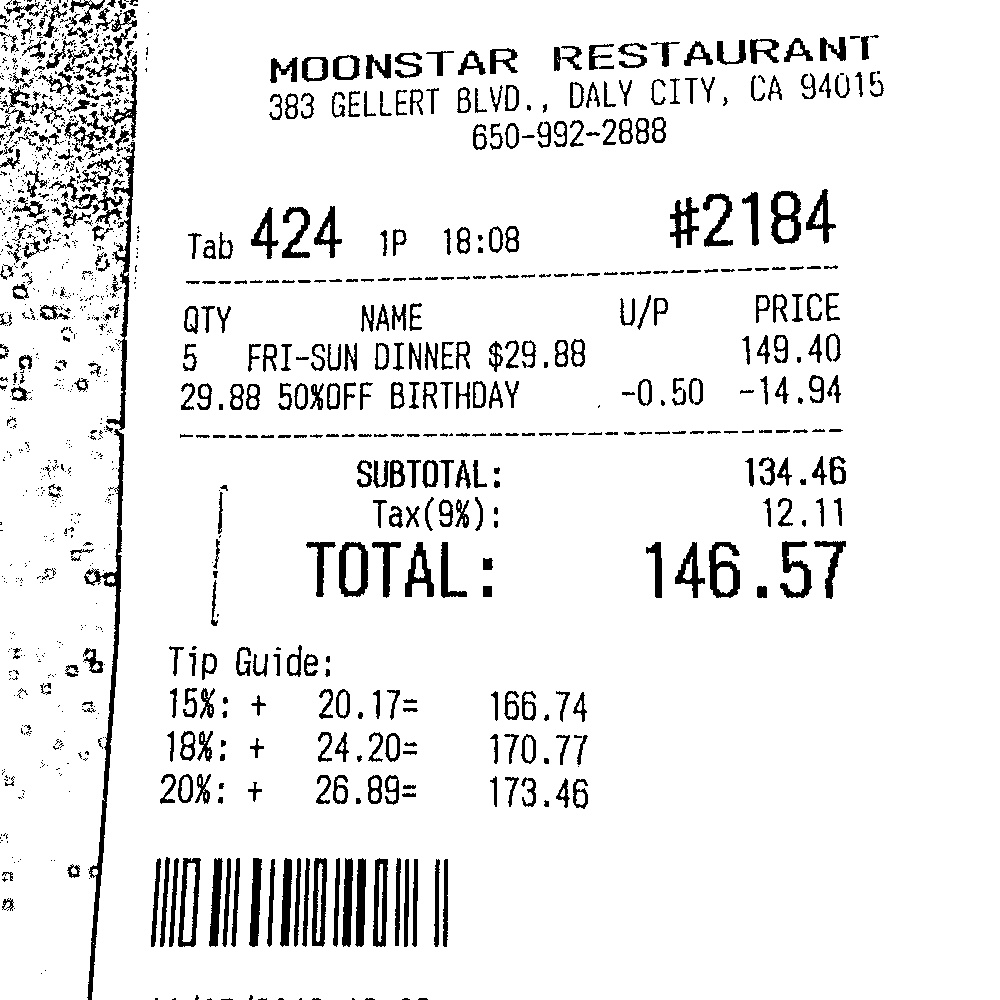 MOONSTAR RESTAURANT
383 GELLERT BLVD., DALY CITY, CA 94015
650-992-2888
Tab 424 1P 18:08 #2184
QTY NAME U/P PRICE
5 FRI-SUN DINNER $29.88 149.40
29.88 50%OFF BIRTHDAY -0.50 -14.94
SUBTOTAL: 134.46
Tax(9%): 12.11
TOTAL: 146.57
Tip Guide:
15%: + 20.17= 166.74
18%: + 24.20= 170.77
20%: + 26.89= 173.46